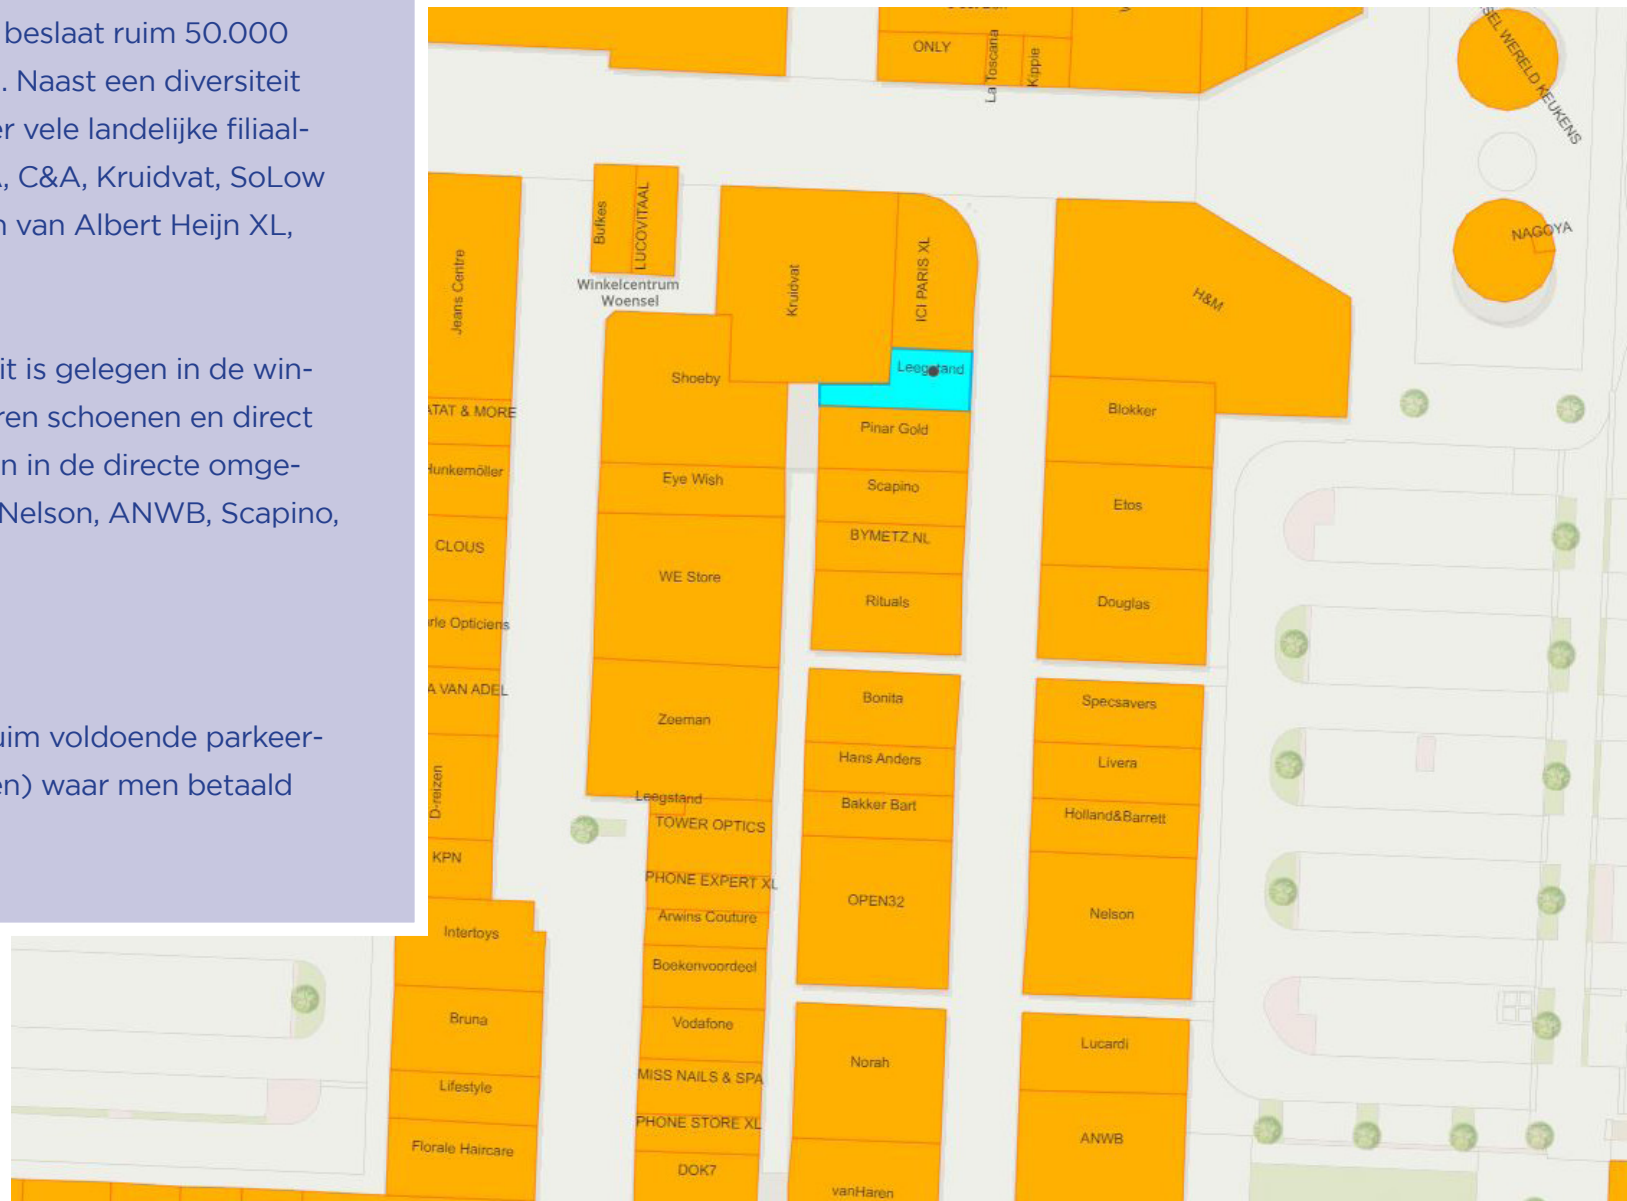 beslaat ruim 50.000
. Naast een diversiteit
er vele landelijke filiaal-
, C&A, Kruidvat, SoLow
n van Albert Heijn XL,
it is gelegen in de win-
ren schoenen en direct
n in de directe omge-
Nelson, ANWB, Scapino,
uim voldoende parkeer-
en) waar men betaald
ONLY
La Toscana
Kippie
SEL WERELD KEUKENS
NAGOYA
Jeans Centre
Bufkes
LUCOVITAAL
Winkelcentrum
Woensel
Kruidvat
ICI PARIS XL
H&M
Shoeby
Leegstand
Blokker
ATAT & MORE
Pinar Gold
Hunkemöller
Eye Wish
Scapino
Etos
BYMETZ.NL
CLOUS
WE Store
Rituals
Douglas
rle Opticiens
A VAN ADEL
Zeeman
Bonita
Specsavers
Hans Anders
Livera
D-reizen
Leegstand
Bakker Bart
Holland&Barrett
TOWER OPTICS
KPN
PHONE EXPERT XL
OPEN32
Nelson
Arwins Couture
Intertoys
Boekenvoordeel
Bruna
Vodafone
Norah
Lucardi
Lifestyle
MISS NAILS & SPA
PHONE STORE XL
ANWB
Florale Haircare
DOK7
vanHaren